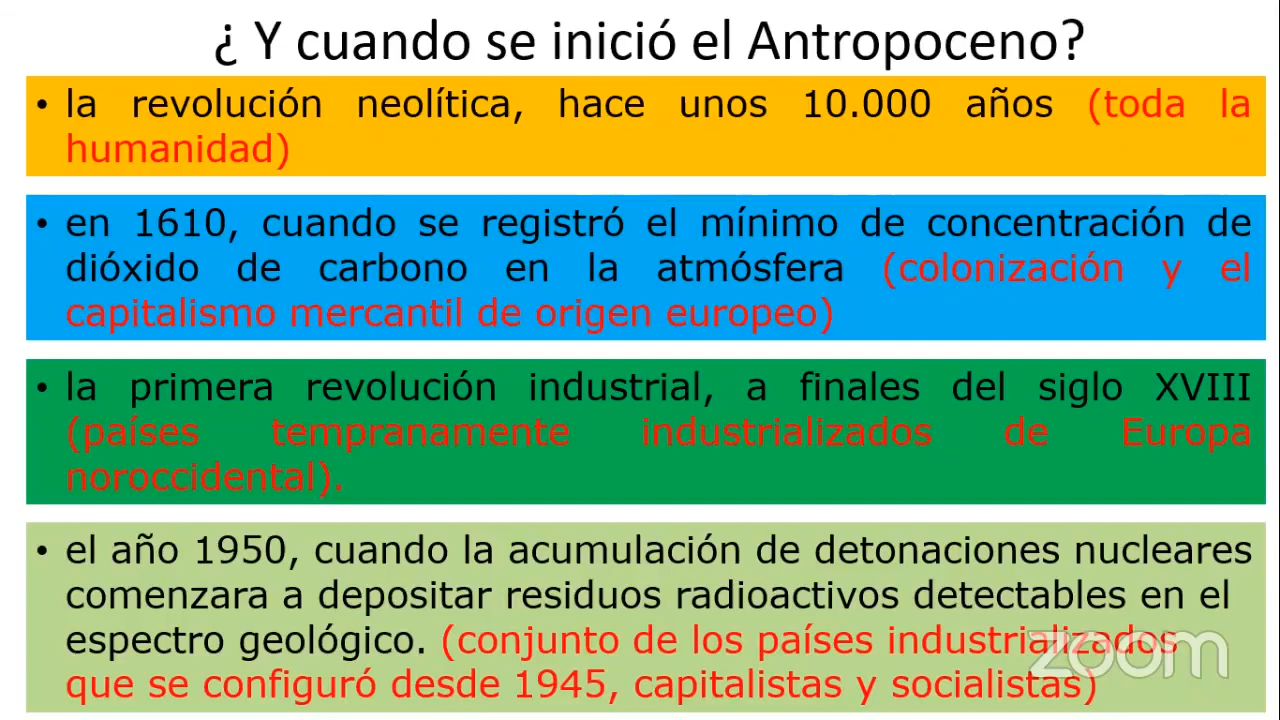 ¿ Y cuando se inició el Antropoceno?
• la revolución neolítica, hace unos 10.000 años (toda la
humanidad)
• en 1610, cuando se registró el mínimo de concentración de
dióxido de carbono en la atmósfera (colonización y el
capitalismo mercantil de origen europeo)
• la primera revolución industrial, a finales del siglo XVIII
(países tempranamente industrializados de Europa
noroccidental).
• el año 1950, cuando la acumulación de detonaciones nucleares
comenzara a depositar residuos radioactivos detectables en el
espectro geológico. (conjunto de los países industrializados
que se configuró desde 1945, capitalistas y socialistas)
zoom